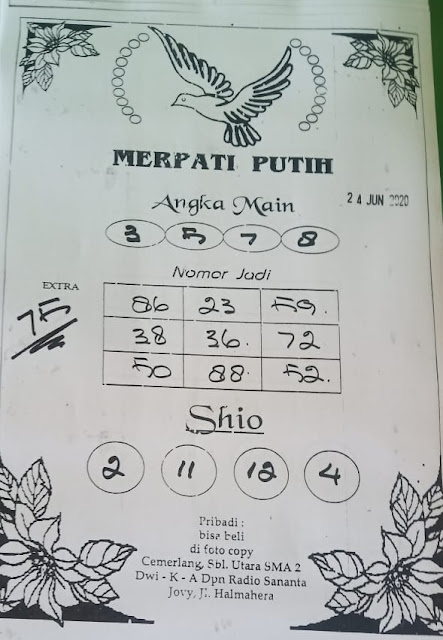 MERPATI PUTIH
24 JUN 2020
Angka Main
3 5 7 8
Nomor Jadi
EXTRA
75
86 23 59.
38 36. 72
50 88. 52.
Shio
2 11 12 4
Pribadi :
bisa beli
di foto copy
Cemerlang, Sbl. Utara SMA 2
Dwi - K - A Dpn Radio Sananta
Jovy, Jl. Halmahera